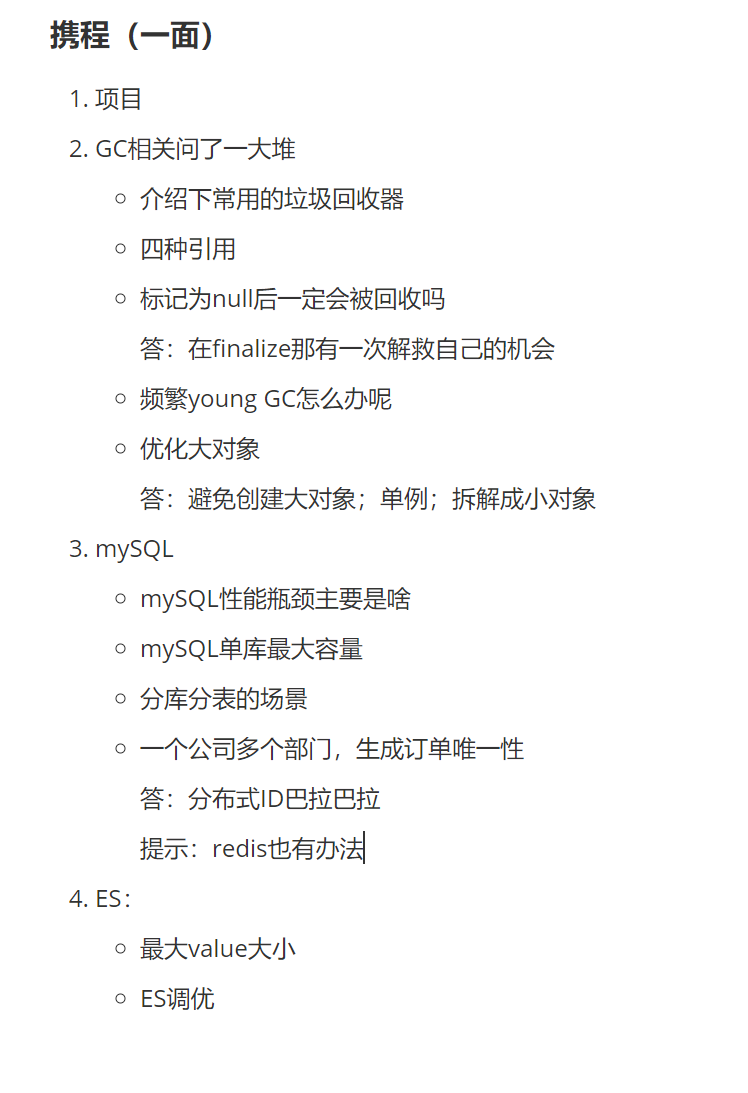 携程（一面）
1. 项目
2. GC相关问了一大堆
○ 介绍下常用的垃圾回收器
○ 四种引用
○ 标记为null后一定会被回收吗
答：在finalize那有一次解救自己的机会
○ 频繁young GC怎么办呢
○ 优化大对象
答：避免创建大对象；单例；拆解成小对象
3. mySQL
○ mySQL性能瓶颈主要是啥
○ mySQL单库最大容量
○ 分库分表的场景
○ 一个公司多个部门，生成订单唯一性
答：分布式ID巴拉巴拉
提示：redis也有办法
4. ES：
○ 最大value大小
○ ES调优